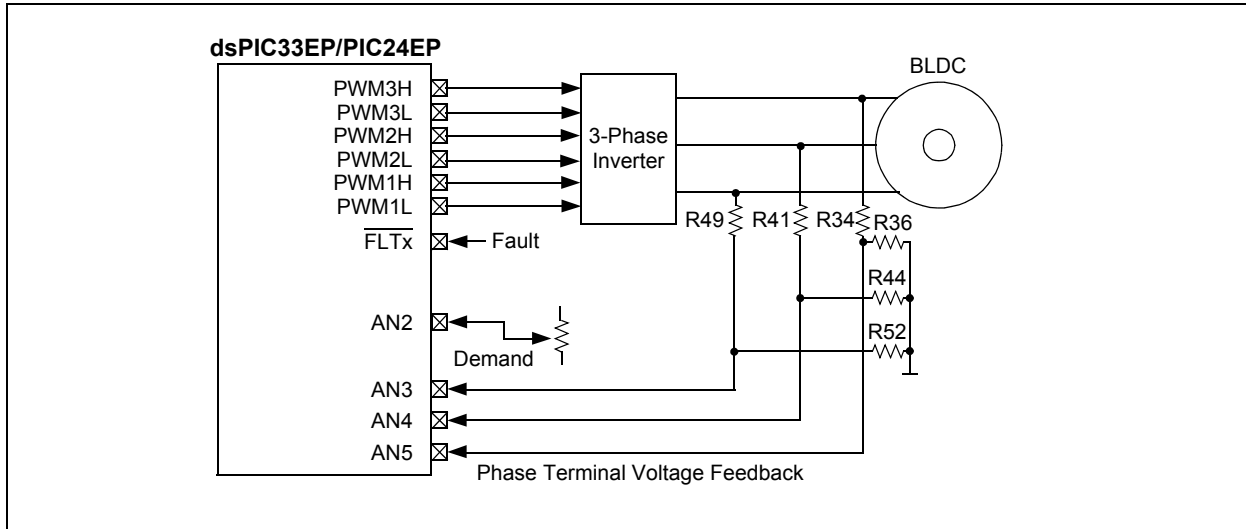 dsPIC33EP/PIC24EP
BLDC
PWM3H
PWM3L
PWM2H
PWM2L
PWM1H
PWM1L
3-Phase
Inverter
R49
R41
R34
R36
FLTx
Fault
R44
AN2
Demand
R52
AN3
AN4
AN5
Phase Terminal Voltage Feedback